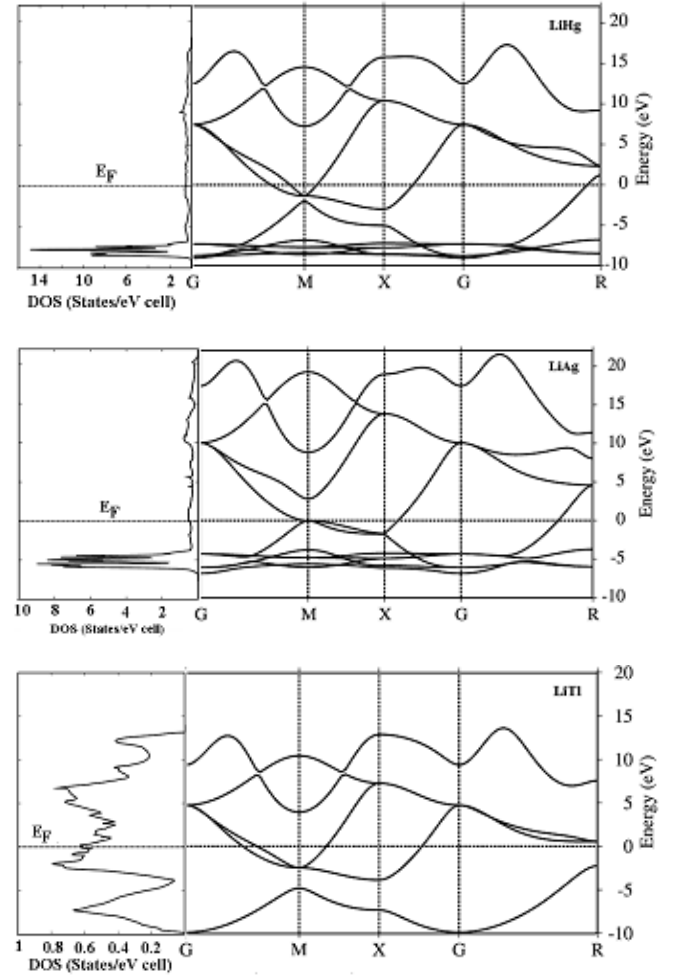 LiHg
20
15
10
5
0
-5
-10
Energy (eV)
E_F
14 10 6 2 G M X G R
DOS (States/eV cell)
LiAg
20
15
10
5
0
-5
-10
Energy (eV)
E_F
10 8 6 4 2 G M X G R
DOS (States/eV cell)
LiTl
20
15
10
5
0
-5
-10
Energy (eV)
E_F
1 0.8 0.6 0.4 0.2 G M X G R
DOS (States/eV cell)